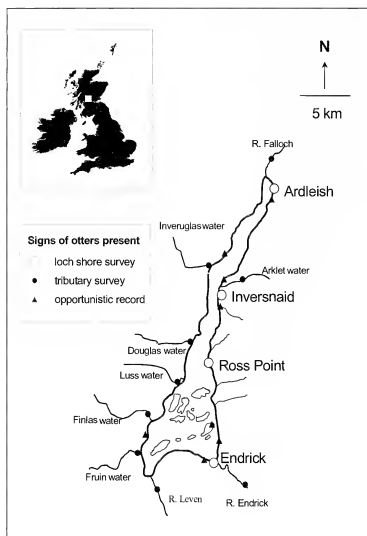 N
5 km
R. Falloch
Ardleish
Inveruglas water
Signs of otters present
loch shore survey
tributary survey
opportunistic record
Arklet water
Inversnaid
Douglas water
Ross Point
Luss water
Finlas water
Endrick
Fruin water
R. Leven
R. Endrick